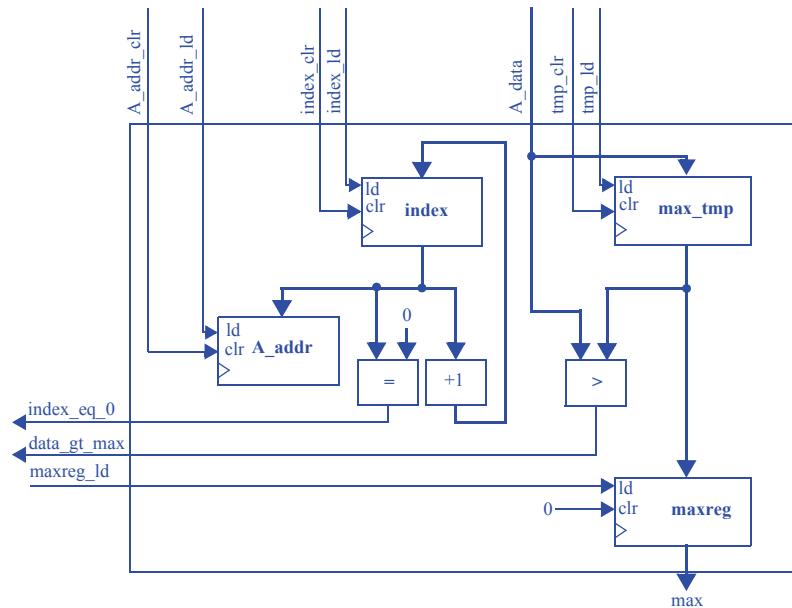 A_addr_clr
A_addr_ld
index_clr
index_ld
A_data
tmp_clr
tmp_ld
ld
clr
index
ld
clr
max_tmp
0
ld
clr
A_addr
=
+1
>
index_eq_0
data_gt_max
maxreg_ld
ld
0
clr
maxreg
max